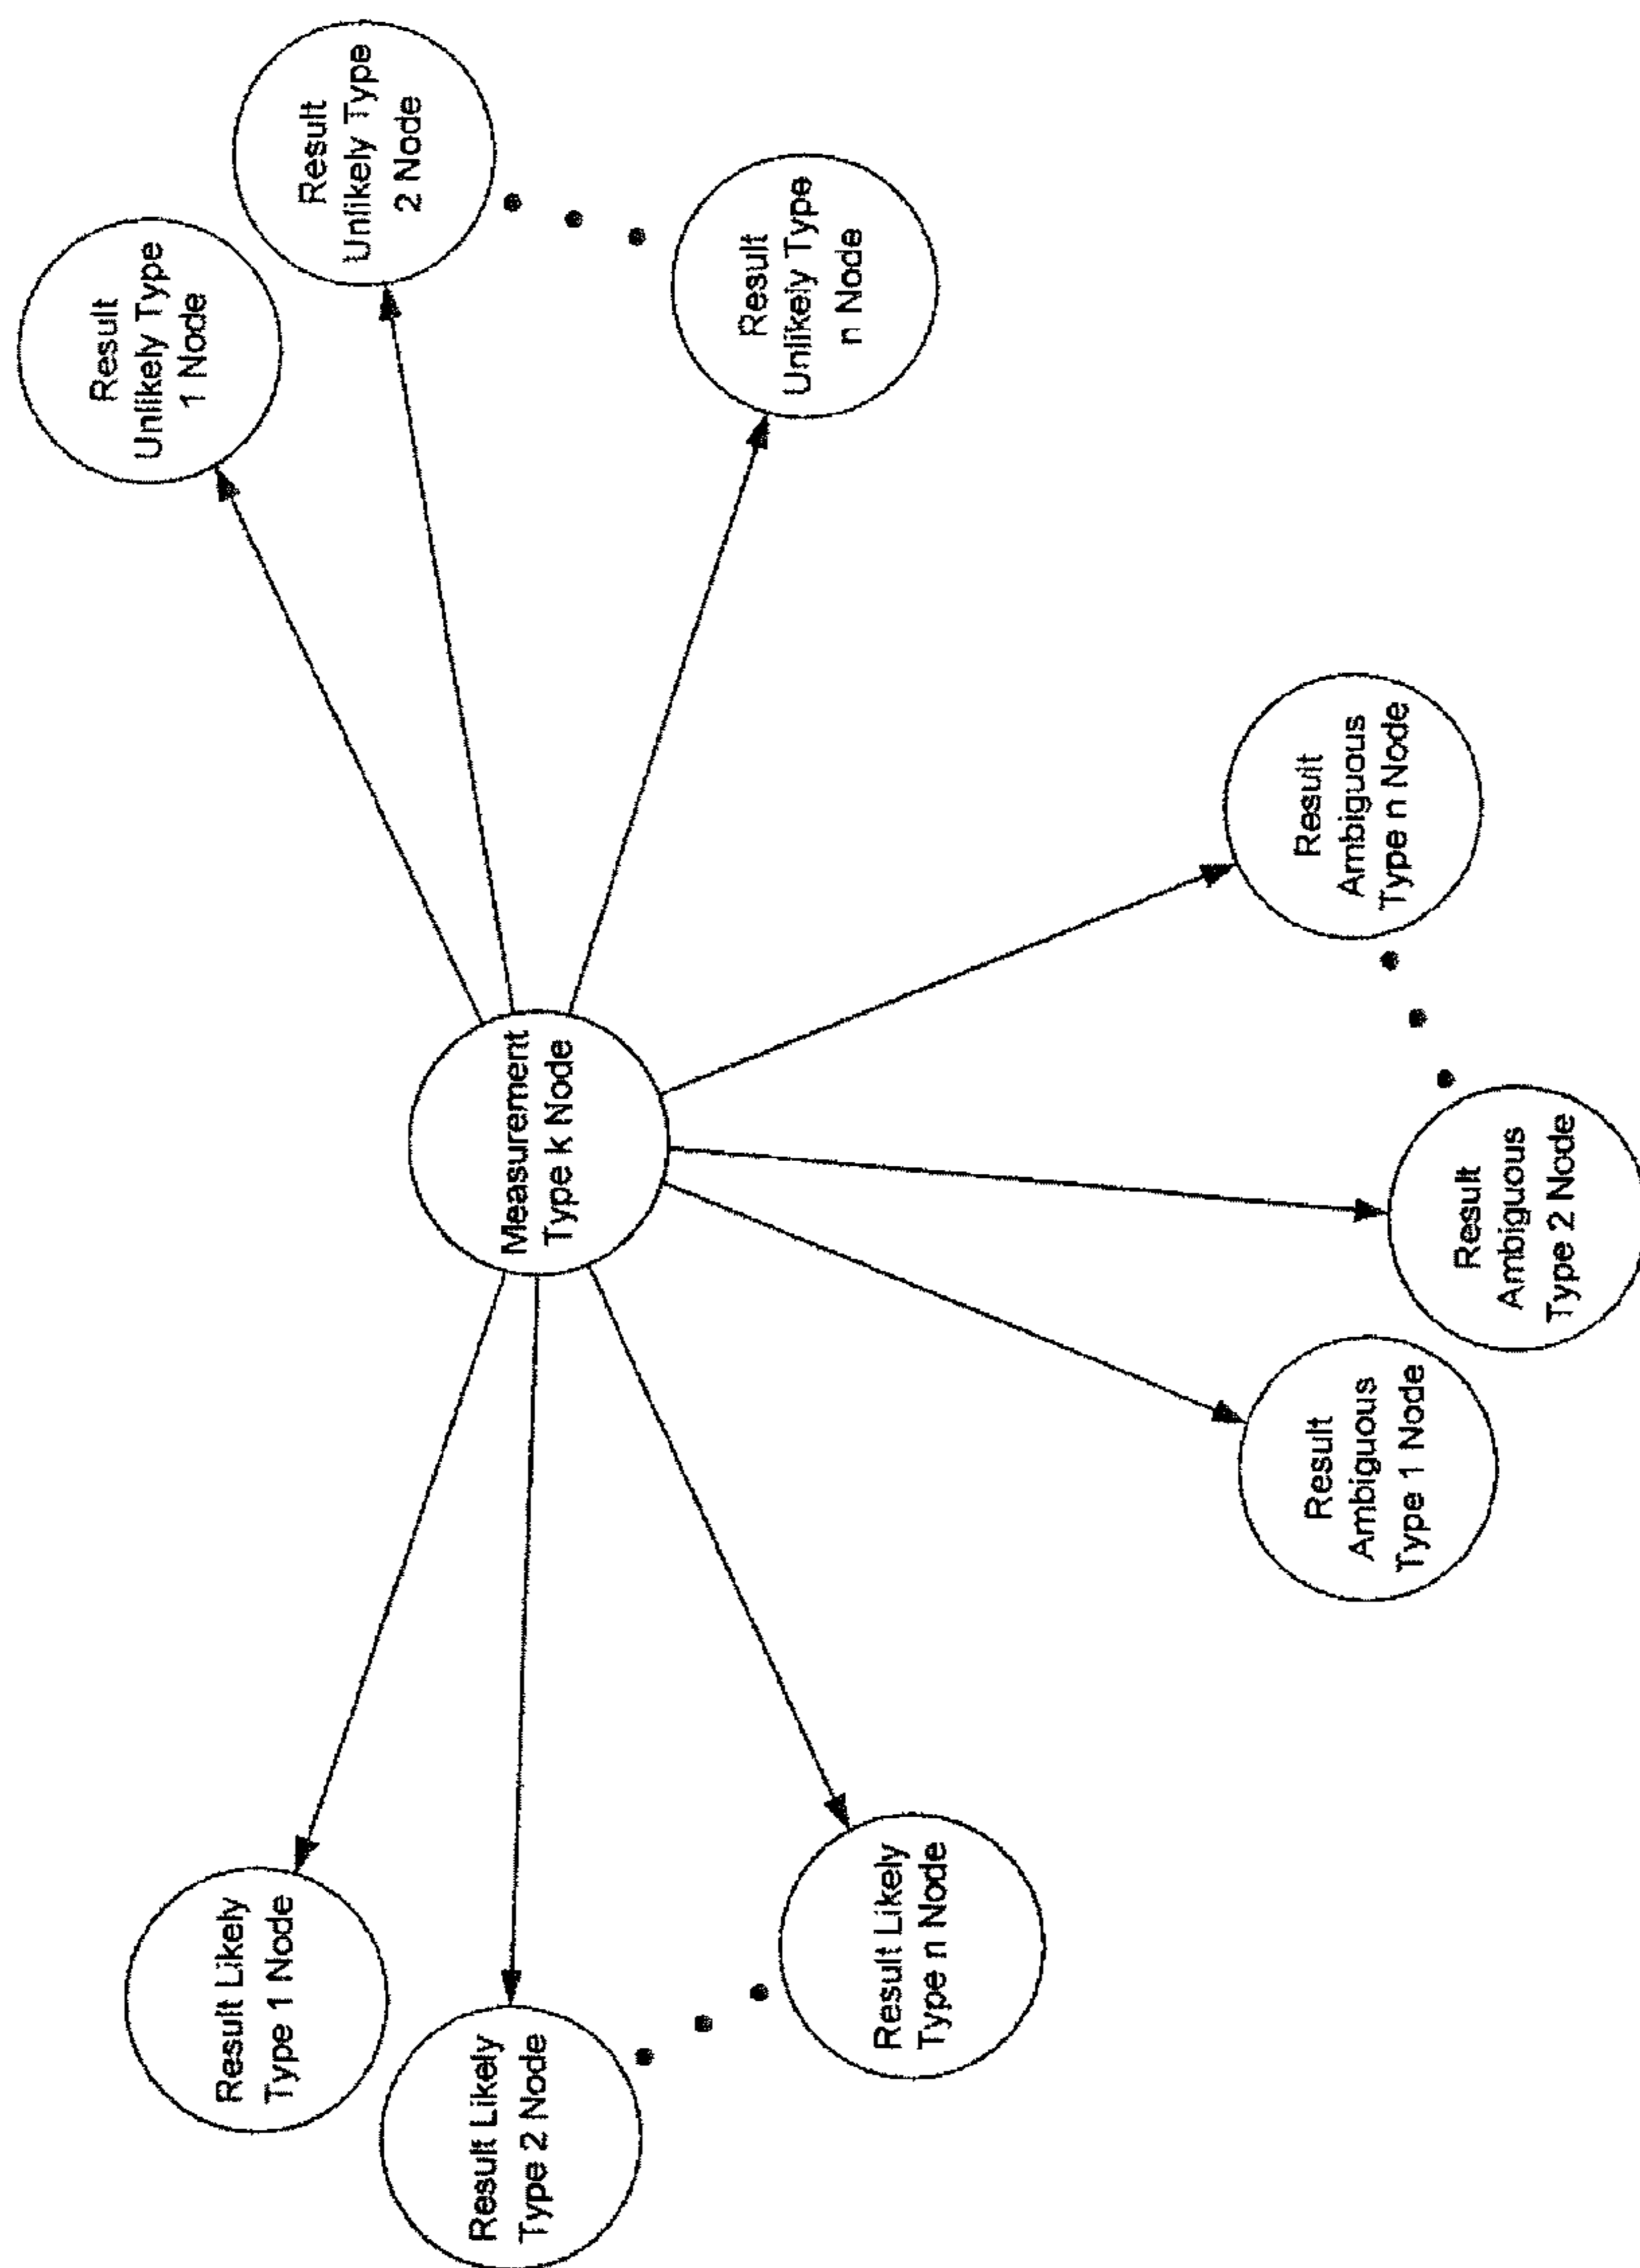 Result Likely
Type 1 Node
Result Likely
Type 2 Node
Result Likely
Type n Node
Measurement
Type k Node
Result
Unlikely Type
1 Node
Result
Unlikely Type
2 Node
Result
Unlikely Type
n Node
Result
Ambiguous
Type 1 Node
Result
Ambiguous
Type 2 Node
Result
Ambiguous
Type n Node